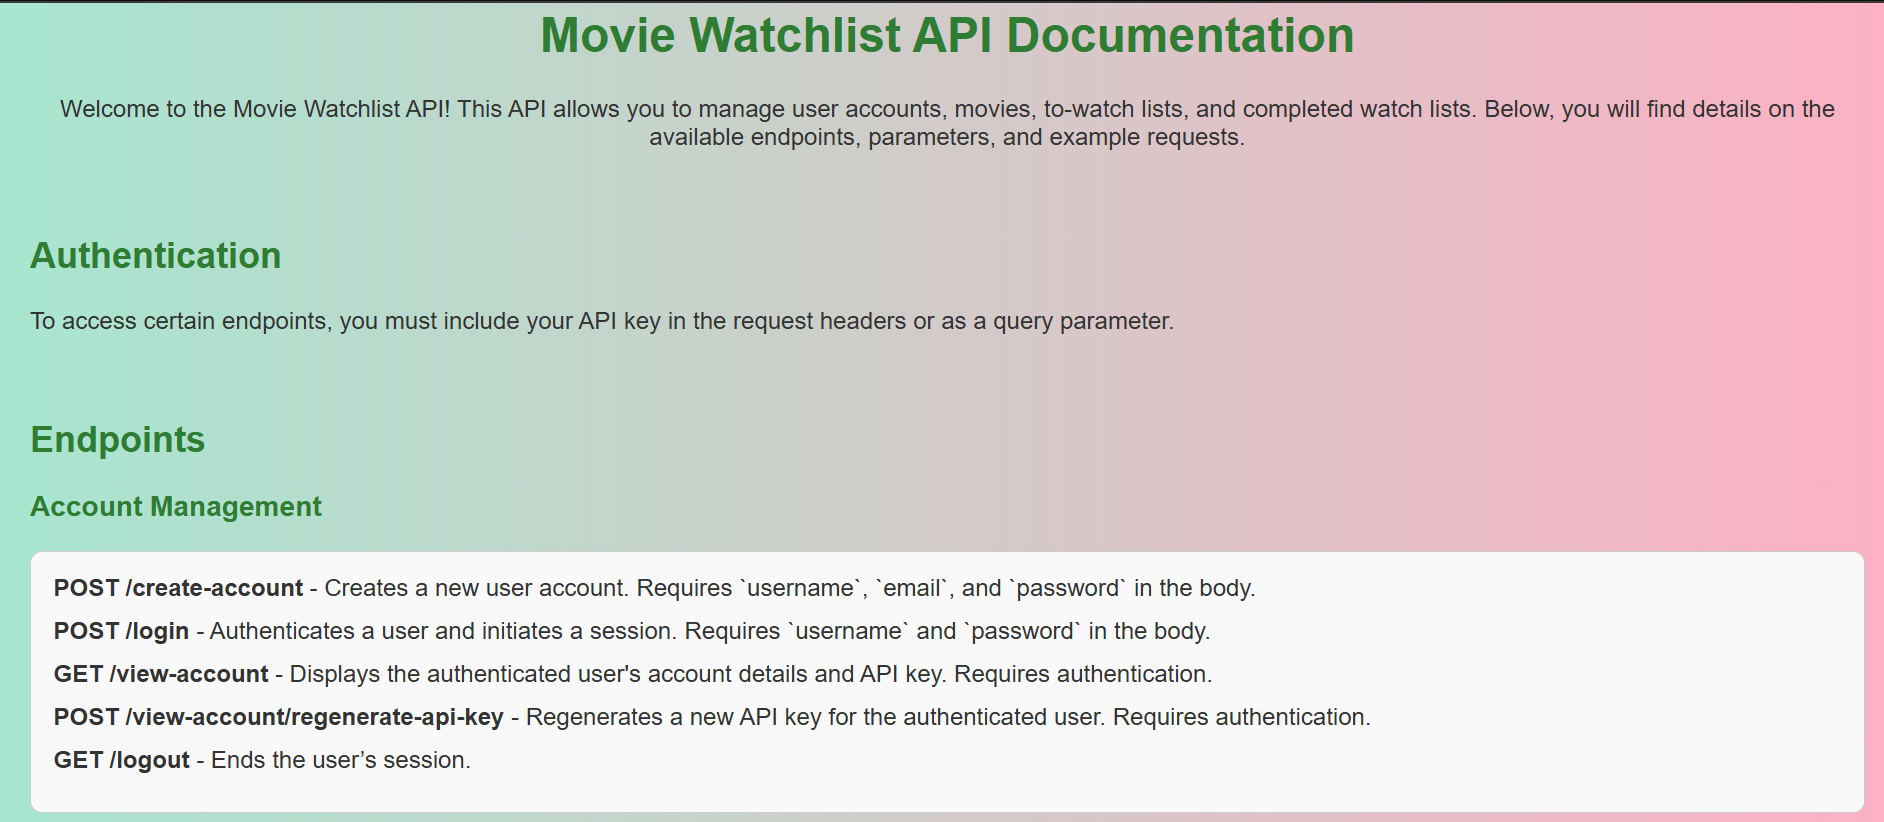 Movie Watchlist API Documentation
Welcome to the Movie Watchlist API! This API allows you to manage user accounts, movies, to-watch lists, and completed watch lists. Below, you will find details on the
available endpoints, parameters, and example requests.
Authentication
To access certain endpoints, you must include your API key in the request headers or as a query parameter.
Endpoints
Account Management
POST /create-account - Creates a new user account. Requires `username`, `email`, and `password` in the body.
POST /login - Authenticates a user and initiates a session. Requires `username` and `password` in the body.
GET /view-account - Displays the authenticated user's account details and API key. Requires authentication.
POST /view-account/regenerate-api-key - Regenerates a new API key for the authenticated user. Requires authentication.
GET /logout - Ends the user’s session.